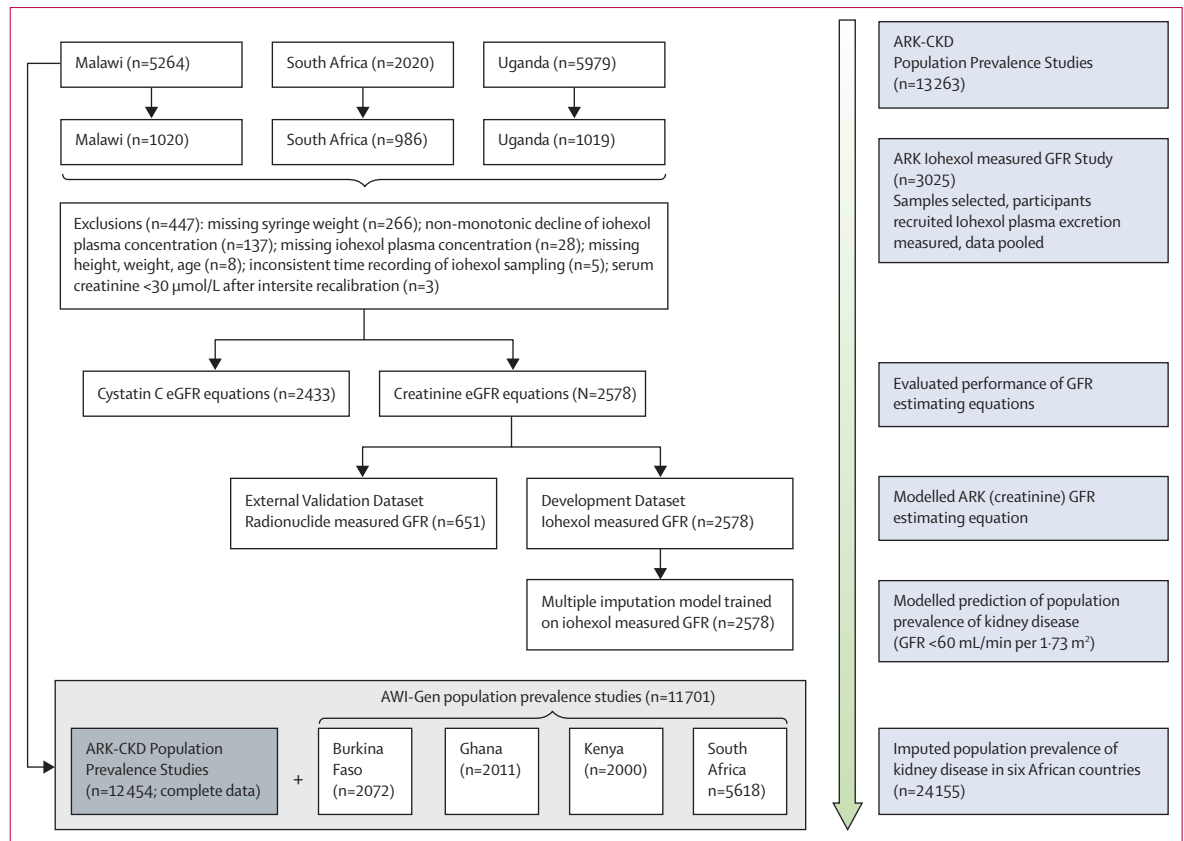 Malawi (n=5264)
South Africa (n=2020)
Uganda (n=5979)
ARK-CKD
Population Prevalence Studies
(n=13 263)
Malawi (n=1020)
South Africa (n=986)
Uganda (n=1019)
ARK Iohexol measured GFR Study
(n=3025)
Samples selected, participants
recruited Iohexol plasma excretion
measured, data pooled
Exclusions (n=447): missing syringe weight (n=266); non-monotonic decline of iohexol
plasma concentration (n=137); missing iohexol plasma concentration (n=28); missing
height, weight, age (n=8); inconsistent time recording of iohexol sampling (n=5); serum
creatinine <30 µmol/L after intersite recalibration (n=3)
Cystatin C eGFR equations (n=2433)
Creatinine eGFR equations (N=2578)
Evaluated performance of GFR
estimating equations
External Validation Dataset
Radionuclide measured GFR (n=651)
Development Dataset
Iohexol measured GFR (n=2578)
Modelled ARK (creatinine) GFR
estimating equation
Multiple imputation model trained
on iohexol measured GFR (n=2578)
Modelled prediction of population
prevalence of kidney disease
(GFR <60 mL/min per 1·73 m²)
AWI-Gen population prevalence studies (n=11 701)
ARK-CKD Population
Prevalence Studies
(n=12 454; complete data)
+
Burkina
Faso
(n=2072)
Ghana
(n=2011)
Kenya
(n=2000)
South
Africa
n=5618)
Imputed population prevalence of
kidney disease in six African countries
(n=24 155)